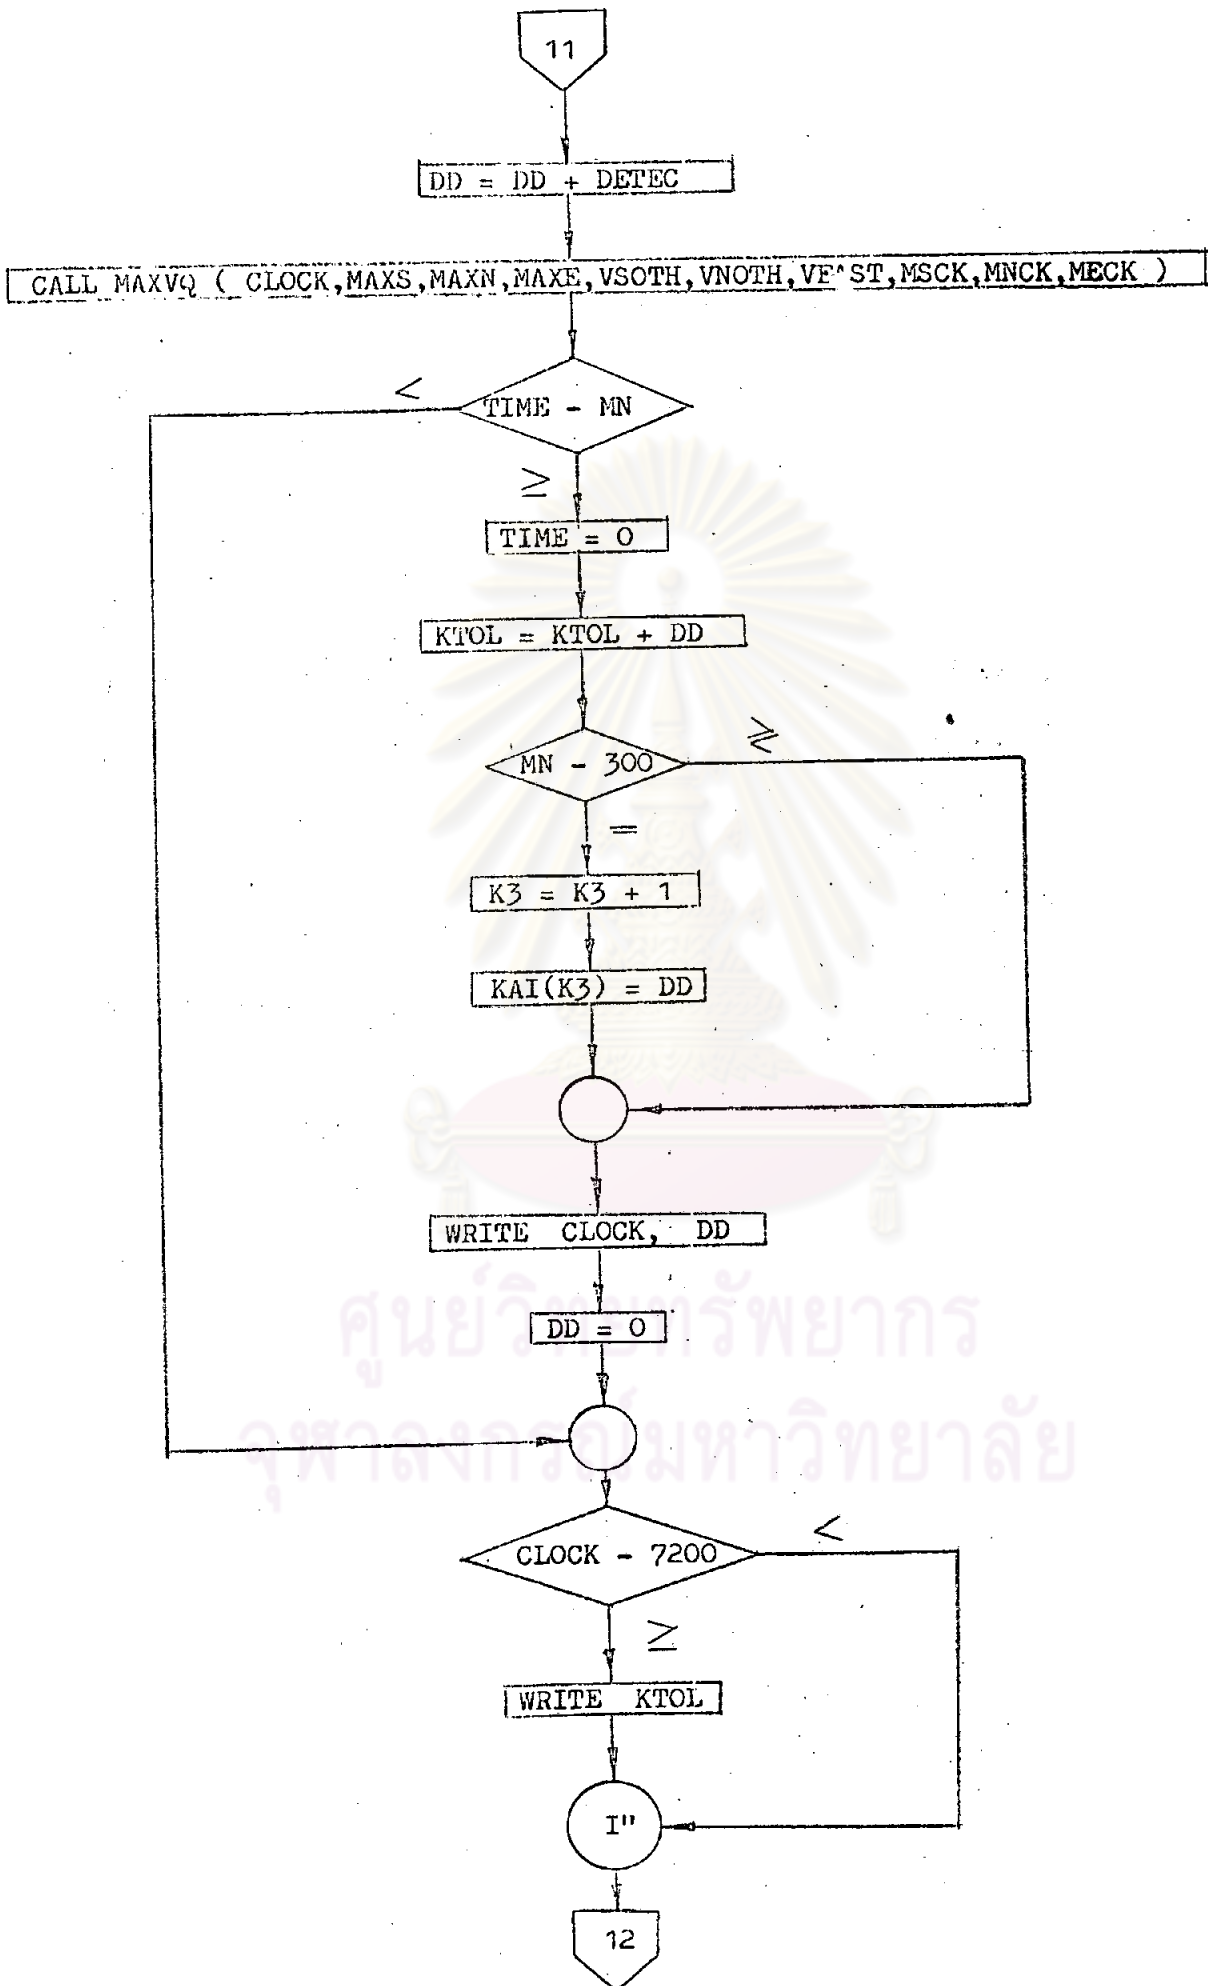 11
DD = DD + DETEC
CALL MAXVQ ( CLOCK,MAXS,MAXN,MAXE,VSOTH,VNOTH,VE^ST,MSCK,MNCK,MECK )
<
TIME - MN
≥
TIME = 0
KTOL = KTOL + DD
≷
MN - 300
=
K3 = K3 + 1
KAI(K3) = DD
WRITE CLOCK, DD
DD = 0
ศูนย์วิทยทรัพยากร
จุฬาลงกรณ์มหาวิทยาลัย
<
CLOCK - 7200
≥
WRITE KTOL
I"
12